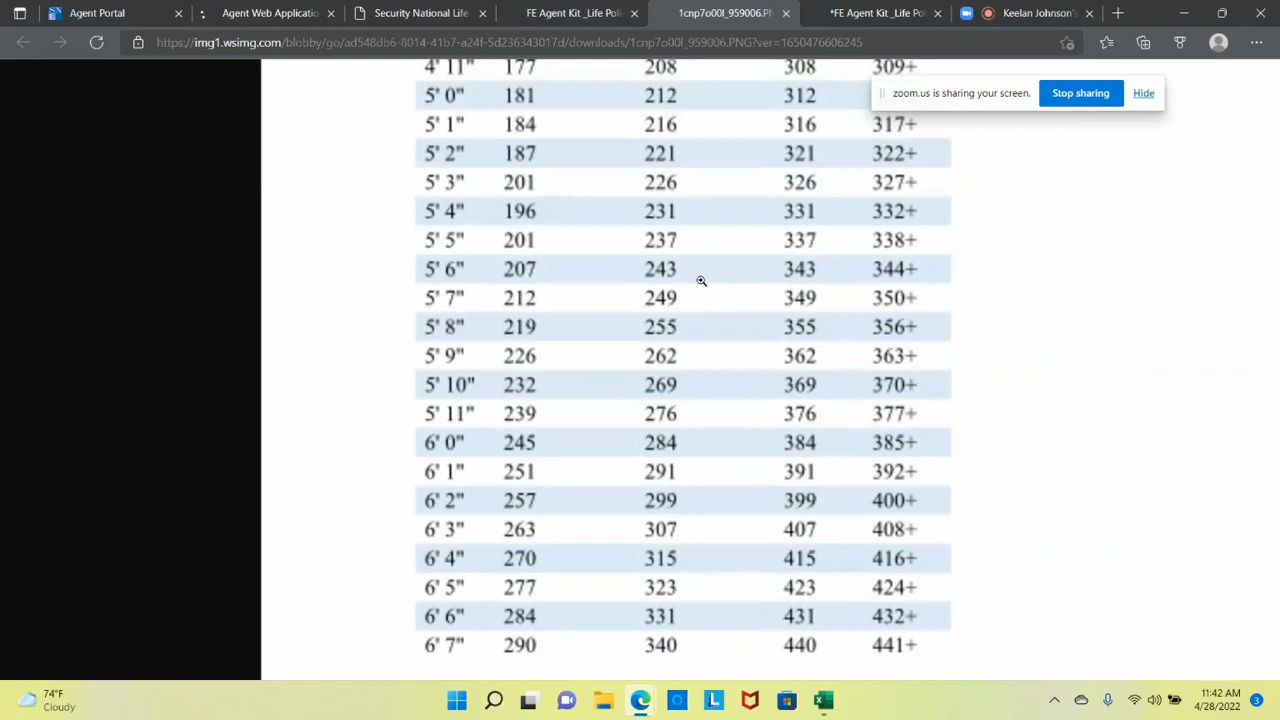 Agent Portal
Agent Web Applicatio
Security National Life
FE Agent Kit _Life Poli
1cnp7o00l_959006.PN
*FE Agent Kit _Life Pol
Keelan Johnson's
https://img1.wsimg.com/blobby/go/ad548db6-8014-41b7-a24f-5d236343017d/downloads/1cnp7o00l_959006.PNG?ver=1650476606245
zoom.us is sharing your screen. Stop sharing Hide
4' 11" 177 208 308 309+
5' 0" 181 212 312
5' 1" 184 216 316 317+
5' 2" 187 221 321 322+
5' 3" 201 226 326 327+
5' 4" 196 231 331 332+
5' 5" 201 237 337 338+
5' 6" 207 243 343 344+
5' 7" 212 249 349 350+
5' 8" 219 255 355 356+
5' 9" 226 262 362 363+
5' 10" 232 269 369 370+
5' 11" 239 276 376 377+
6' 0" 245 284 384 385+
6' 1" 251 291 391 392+
6' 2" 257 299 399 400+
6' 3" 263 307 407 408+
6' 4" 270 315 415 416+
6' 5" 277 323 423 424+
6' 6" 284 331 431 432+
6' 7" 290 340 440 441+
74°F
Cloudy
11:42 AM
4/28/2022
3